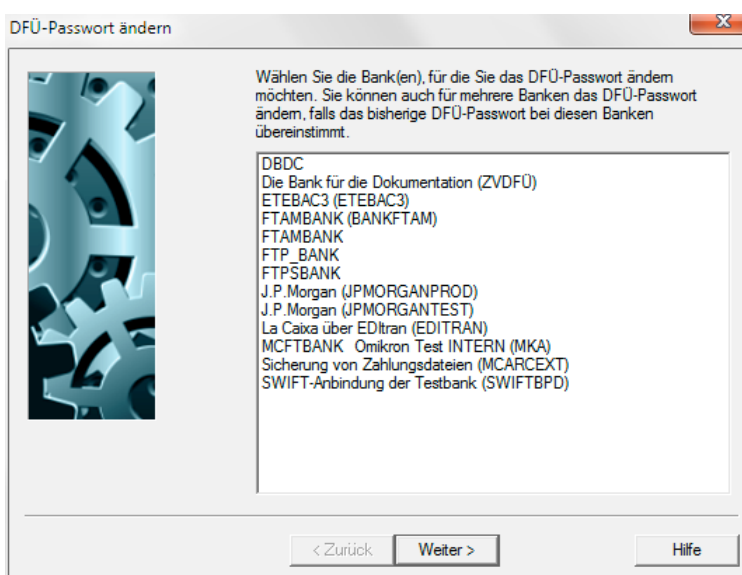 DFÜ-Passwort ändern
Wählen Sie die Bank(en), für die Sie das DFÜ-Passwort ändern
möchten. Sie können auch für mehrere Banken das DFÜ-Passwort
ändern, falls das bisherige DFÜ-Passwort bei diesen Banken
übereinstimmt.
DBDC
Die Bank für die Dokumentation (ZVDFÜ)
ETEBAC3 (ETEBAC3)
FTAMBANK (BANKFTAM)
FTAMBANK
FTP_BANK
FTPSBANK
J.P.Morgan (JPMORGANPROD)
J.P.Morgan (JPMORGANTEST)
La Caixa über EDItran (EDITRAN)
MCFTBANK Omikron Test INTERN (MKA)
Sicherung von Zahlungsdateien (MCARCEXT)
SWIFT-Anbindung der Testbank (SWIFTBPD)
< Zurück Weiter > Hilfe